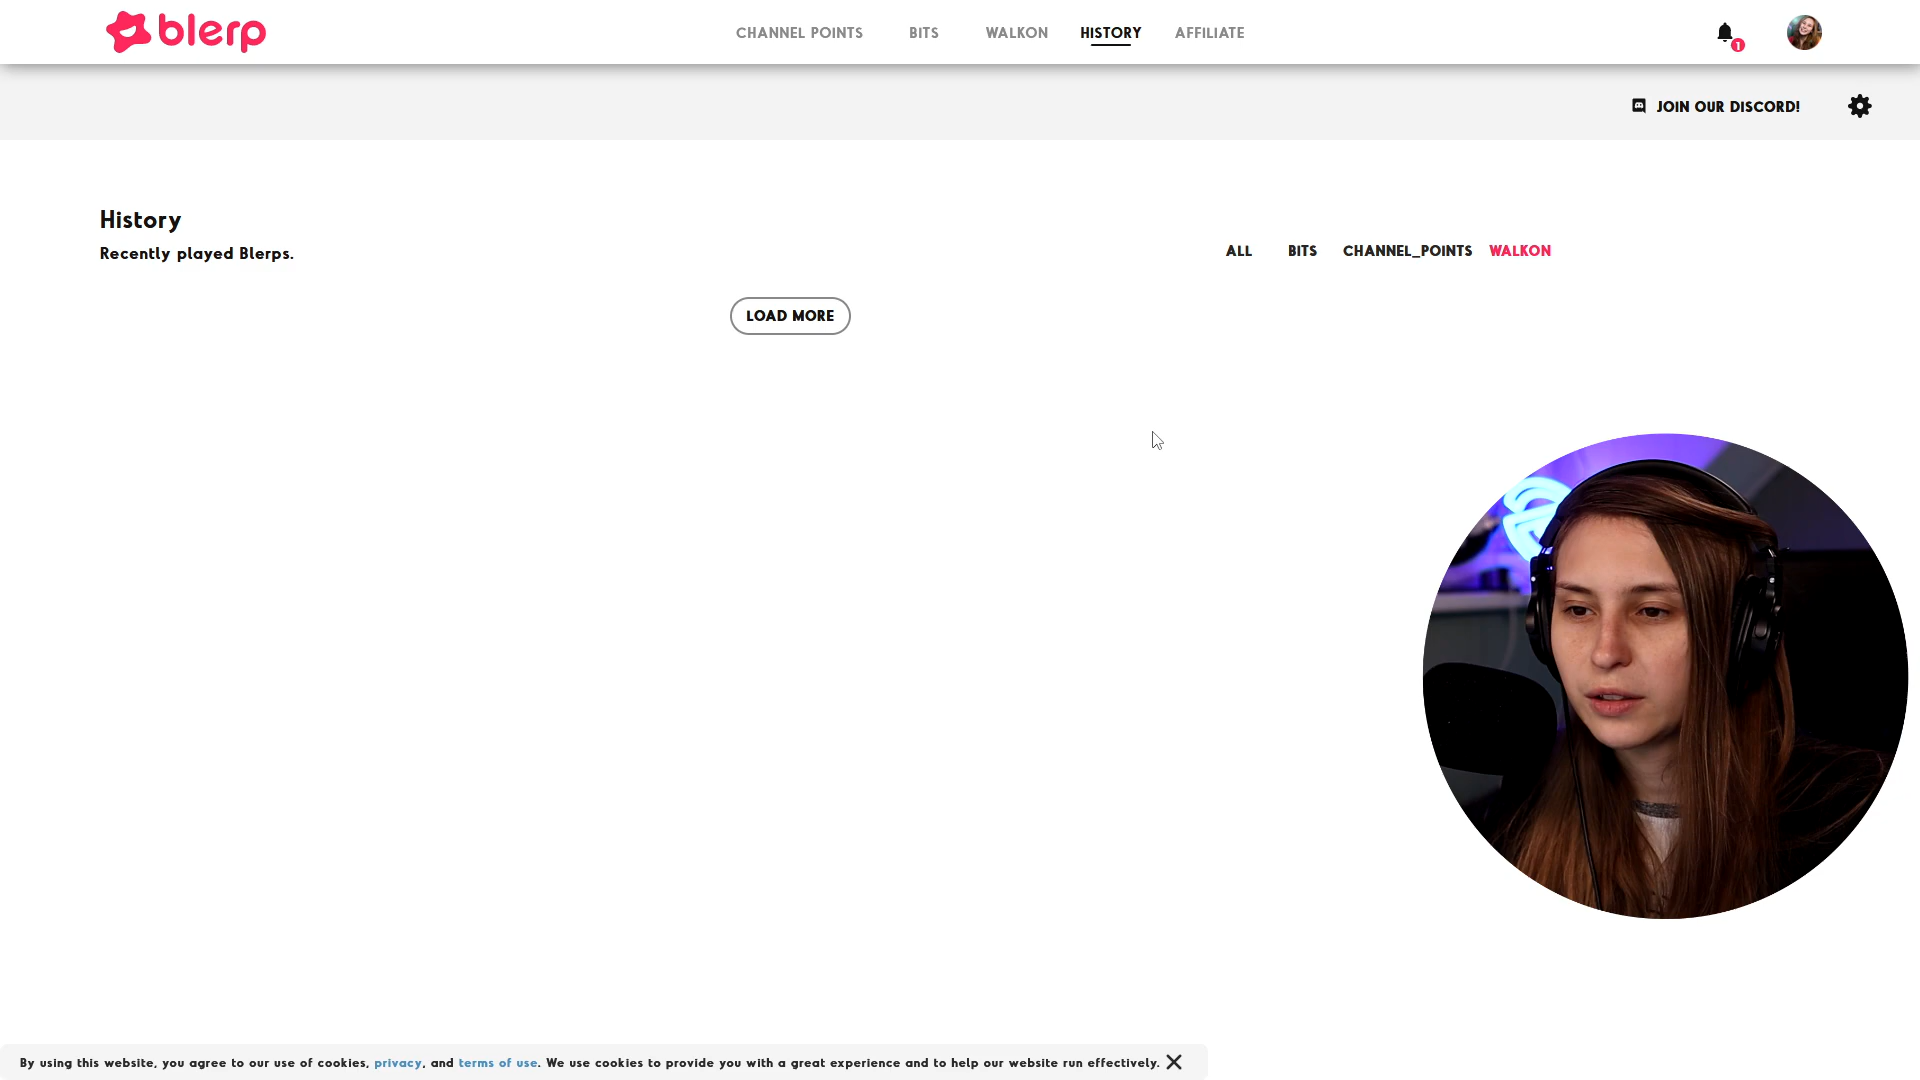 blerp
CHANNEL POINTS BITS WALKON HISTORY AFFILIATE
1
JOIN OUR DISCORD!
History
Recently played Blerps.
ALL BITS CHANNEL_POINTS WALKON
LOAD MORE
By using this website, you agree to our use of cookies, privacy, and terms of use. We use cookies to provide you with a great experience and to help our website run effectively.